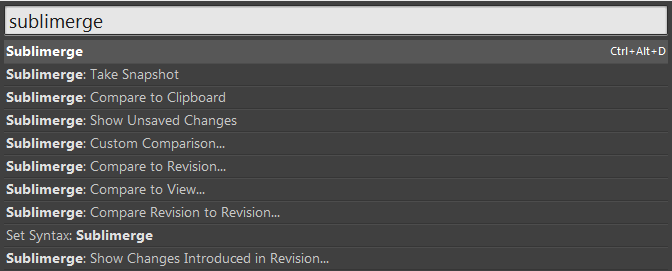 sublimerge
Sublimerge Ctrl+Alt+D
Sublimerge: Take Snapshot
Sublimerge: Compare to Clipboard
Sublimerge: Show Unsaved Changes
Sublimerge: Custom Comparison...
Sublimerge: Compare to Revision...
Sublimerge: Compare to View...
Sublimerge: Compare Revision to Revision...
Set Syntax: Sublimerge
Sublimerge: Show Changes Introduced in Revision...